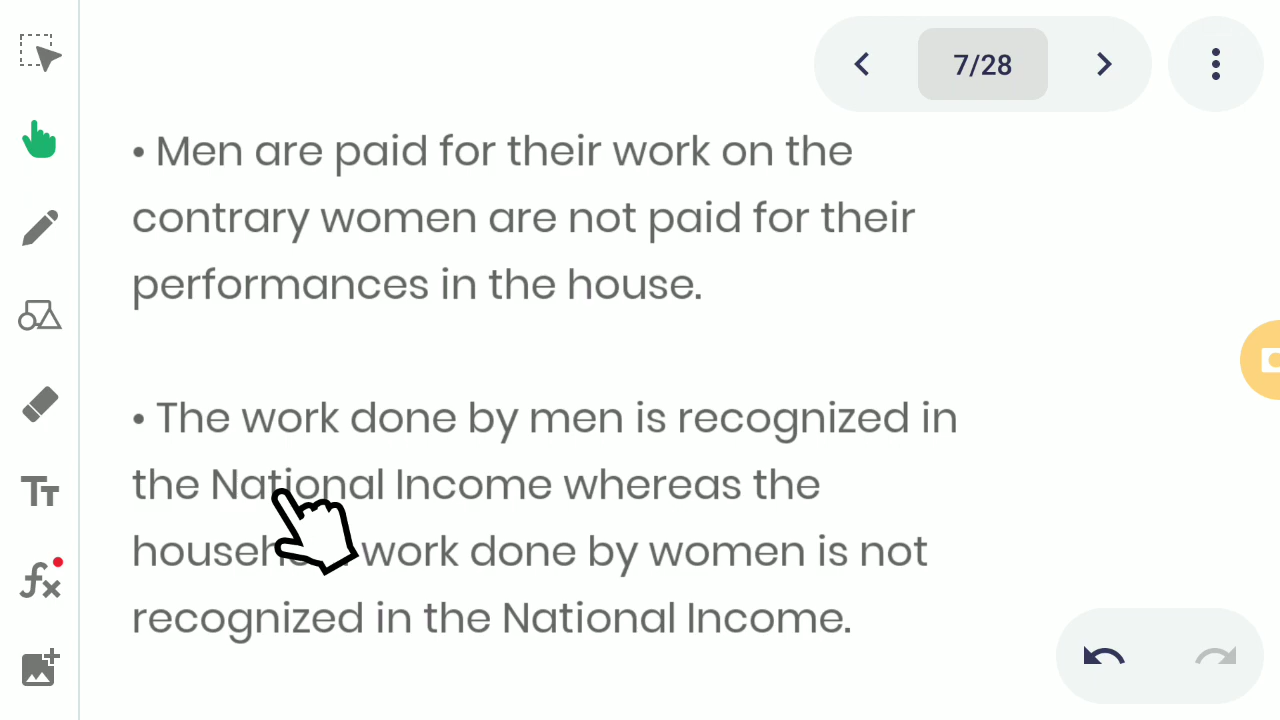 7/28
• Men are paid for their work on the
contrary women are not paid for their
performances in the house.
• The work done by men is recognized in
the National Income whereas the
work done by women is not
recognized in the National Income.
Tт
fx